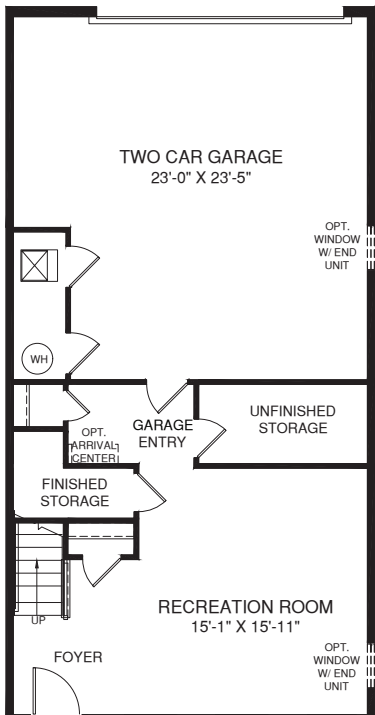 TWO CAR GARAGE
23'-0" X 23'-5"
OPT.
WINDOW
W/ END
UNIT
WH
OPT.
ARRIVAL
CENTER
GARAGE
ENTRY
UNFINISHED
STORAGE
FINISHED
STORAGE
UP
RECREATION ROOM
15'-1" X 15'-11"
FOYER
OPT.
WINDOW
W/ END
UNIT